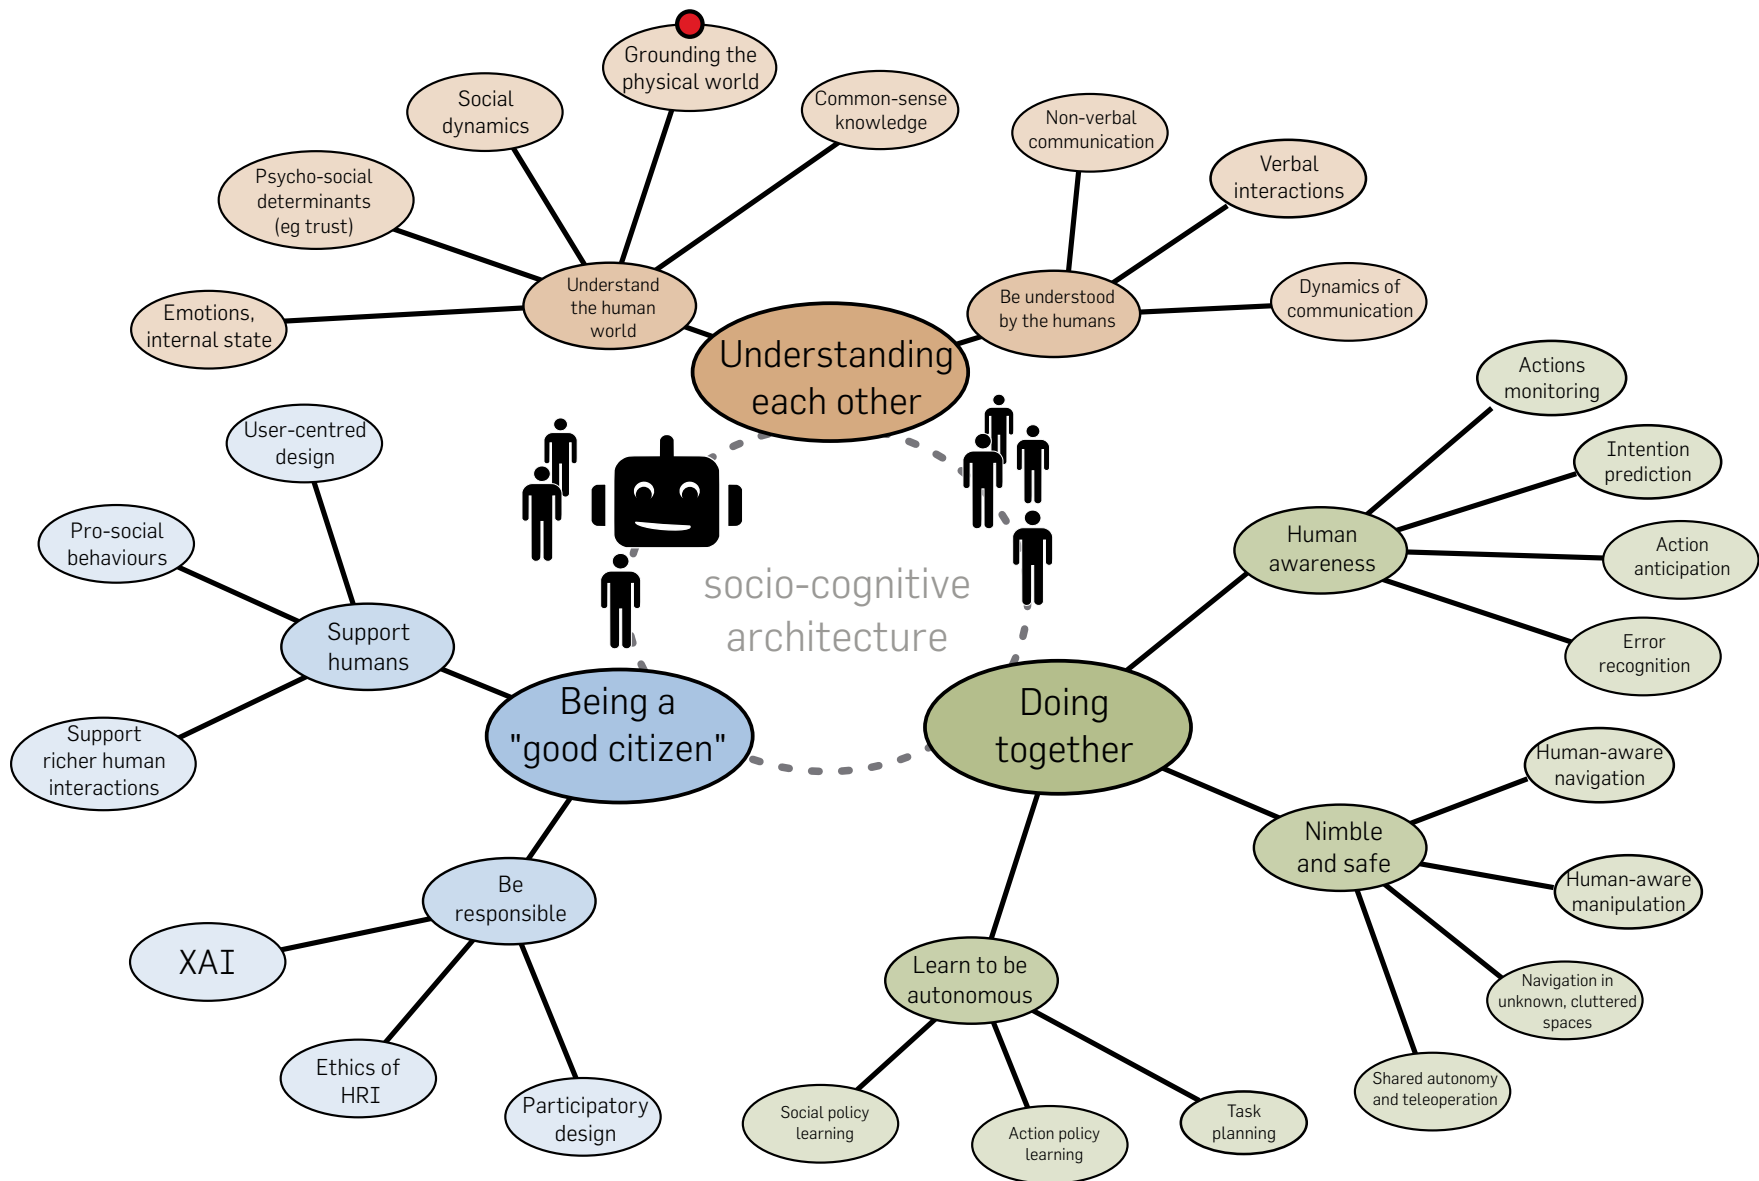 Grounding the
physical world
Social
dynamics
Common-sense
knowledge
Psycho-social
determinants
(eg trust)
Emotions,
internal state
Understand
the human
world
Non-verbal
communication
Verbal
interactions
Dynamics of
communication
Be understood
by the humans
Understanding
each other
User-centred
design
Pro-social
behaviours
Support
humans
Support
richer human
interactions
Being a
"good citizen"
Be
responsible
XAI
Ethics of
HRI
Participatory
design
socio-cognitive
architecture
Doing
together
Actions
monitoring
Intention
prediction
Human
awareness
Action
anticipation
Error
recognition
Human-aware
navigation
Nimble
and safe
Human-aware
manipulation
Navigation in
unknown, cluttered
spaces
Shared autonomy
and teleoperation
Learn to be
autonomous
Social policy
learning
Action policy
learning
Task
planning